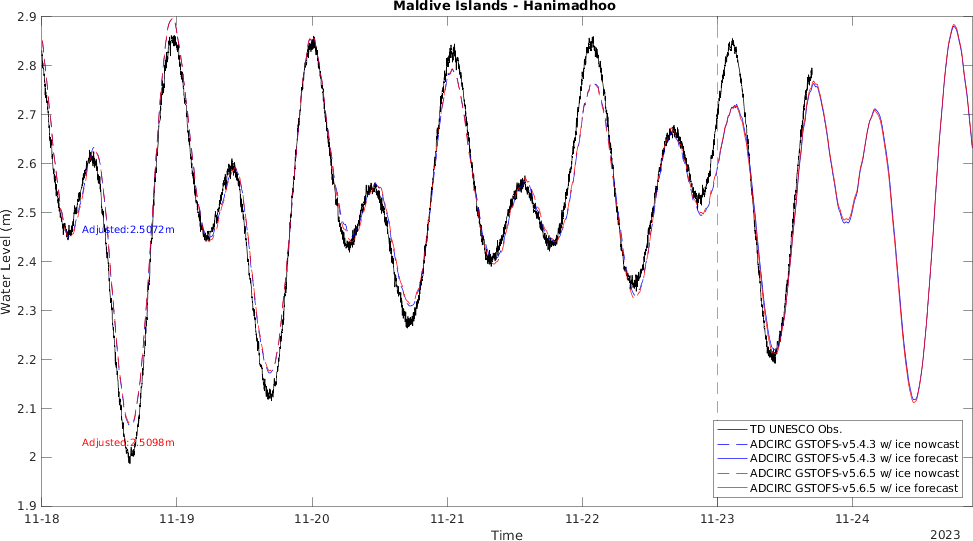 Maldive Islands - Hanimadhoo
2.9
2.8
2.7
2.6
2.5
2.4
2.3
2.2
2.1
2
1.9
Water Level (m)
Adjusted:2.5072m
Adjusted:2.5098m
TD UNESCO Obs.
ADCIRC GSTOFS-v5.4.3 w/ ice nowcast
ADCIRC GSTOFS-v5.4.3 w/ ice forecast
ADCIRC GSTOFS-v5.6.5 w/ ice nowcast
ADCIRC GSTOFS-v5.6.5 w/ ice forecast
11-18 11-19 11-20 11-21 11-22 11-23 11-24
Time
2023